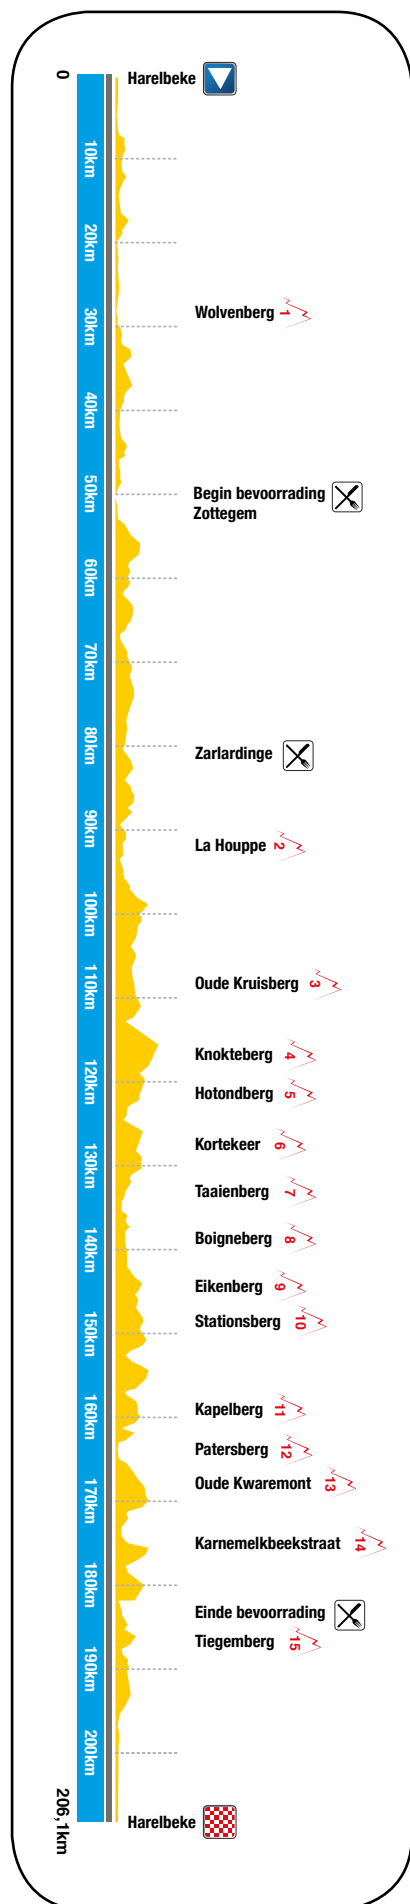 0
Harelbeke
10km
20km
Wolvenberg 1
30km
40km
50km
Begin bevoorrading
Zottegem
60km
70km
80km
Zarlardinge
90km
La Houppe 2
100km
Oude Kruisberg 3
110km
Knokteberg 4
120km
Hotondberg 5
Kortekeer 6
130km
Taaienberg 7
Boigneberg 8
140km
Eikenberg 9
Stationsberg 10
150km
Kapelberg 11
160km
Patersberg 12
Oude Kwaremont 13
170km
Karnemelkbeekstraat 14
180km
Einde bevoorrading
Tiegemberg 15
190km
200km
206,1km
Harelbeke